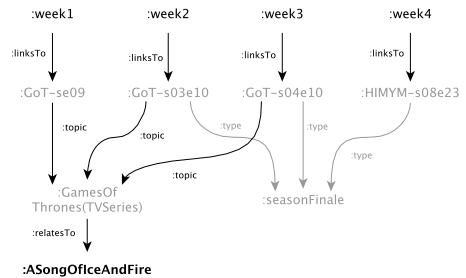 :week1 :week2 :week3 :week4
:linksTo :linksTo :linksTo :linksTo
:GoT-se09 :GoT-s03e10 :GoT-s04e10 :HIMYM-s08e23
:topic :topic :type :type
:type
:topic
:GamesOf
Thrones(TVSeries)
:seasonFinale
:relatesTo
:ASongOfIceAndFire